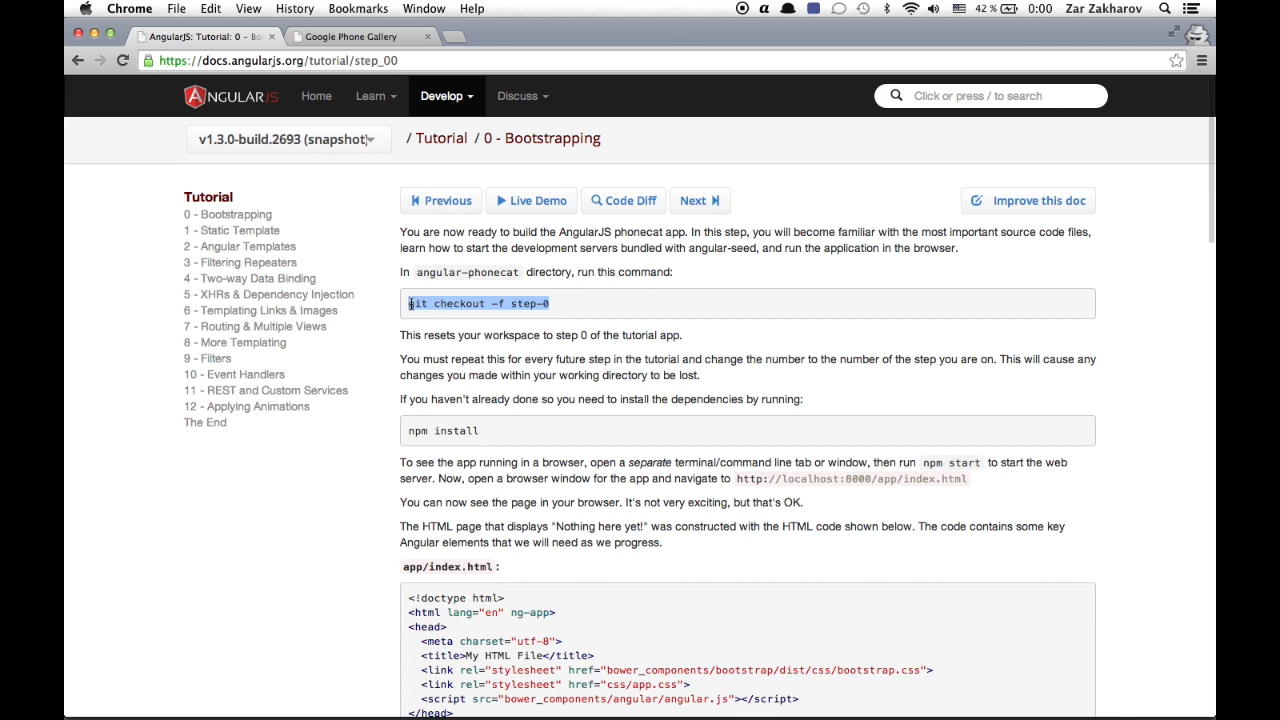 Chrome File Edit View History Bookmarks Window Help 42 % 0:00 Zar Zakharov
AngularJS: Tutorial: 0 - Bo Google Phone Gallery
https://docs.angularjs.org/tutorial/step_00
ANGULARJS Home Learn Develop Discuss Click or press / to search
v1.3.0-build.2693 (snapshot) / Tutorial / 0 - Bootstrapping
Tutorial
0 - Bootstrapping
1 - Static Template
2 - Angular Templates
3 - Filtering Repeaters
4 - Two-way Data Binding
5 - XHRs & Dependency Injection
6 - Templating Links & Images
7 - Routing & Multiple Views
8 - More Templating
9 - Filters
10 - Event Handlers
11 - REST and Custom Services
12 - Applying Animations
The End
Previous Live Demo Code Diff Next Improve this doc
You are now ready to build the AngularJS phonecat app. In this step, you will become familiar with the most important source code files,
learn how to start the development servers bundled with angular-seed, and run the application in the browser.
In angular-phonecat directory, run this command:
git checkout -f step-0
This resets your workspace to step 0 of the tutorial app.
You must repeat this for every future step in the tutorial and change the number to the number of the step you are on. This will cause any
changes you made within your working directory to be lost.
If you haven't already done so you need to install the dependencies by running:
npm install
To see the app running in a browser, open a separate terminal/command line tab or window, then run npm start to start the web
server. Now, open a browser window for the app and navigate to http://localhost:8000/app/index.html
You can now see the page in your browser. It's not very exciting, but that's OK.
The HTML page that displays "Nothing here yet!" was constructed with the HTML code shown below. The code contains some key
Angular elements that we will need as we progress.
app/index.html:
<!doctype html>
<html lang="en" ng-app>
<head>
<meta charset="utf-8">
<title>My HTML File</title>
<link rel="stylesheet" href="bower_components/bootstrap/dist/css/bootstrap.css">
<link rel="stylesheet" href="css/app.css">
<script src="bower_components/angular/angular.js"></script>
</head>